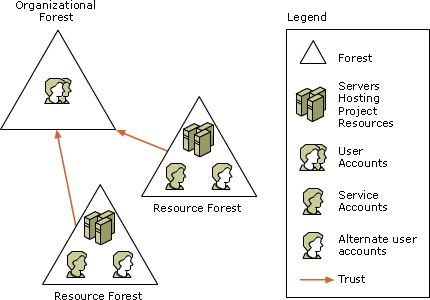 Organizational
Forest
Resource Forest
Resource Forest
Legend
Forest
Servers
Hosting
Project
Resources
User
Accounts
Service
Accounts
Alternate user
accounts
Trust